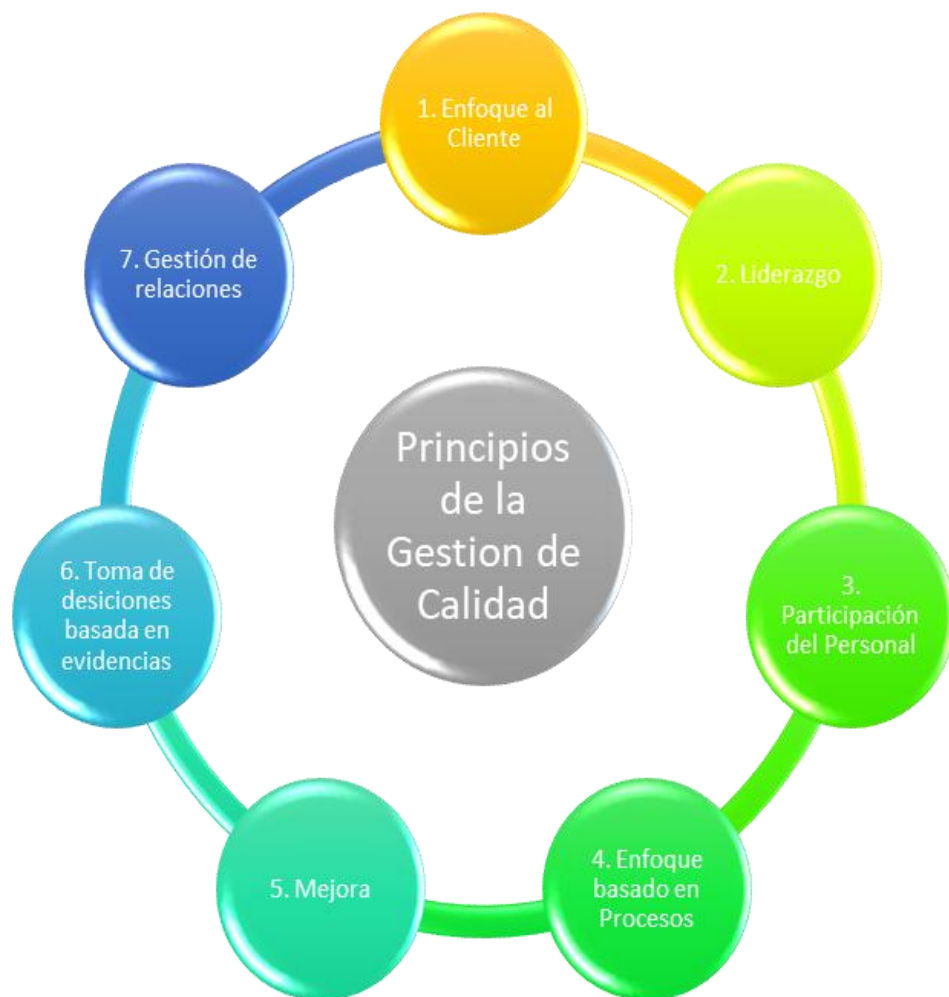 1. Enfoque al
Cliente
2. Liderazgo
3.
Participación
del Personal
4. Enfoque
basado en
Procesos
5. Mejora
6. Toma de
desiciones
basada en
evidencias
7. Gestión de
relaciones
Principios
de la
Gestion de
Calidad